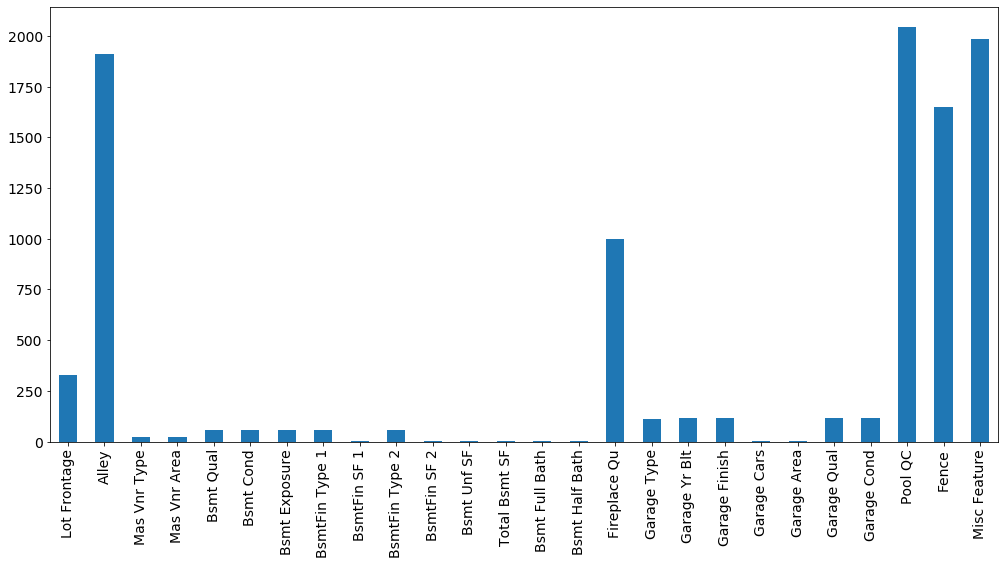 2000
1750
1500
1250
1000
750
500
250
0
Lot Frontage
Alley
Mas Vnr Type
Mas Vnr Area
Bsmt Qual
Bsmt Cond
Bsmt Exposure
BsmtFin Type 1
BsmtFin SF 1
BsmtFin Type 2
BsmtFin SF 2
Bsmt Unf SF
Total Bsmt SF
Bsmt Full Bath
Bsmt Half Bath
Fireplace Qu
Garage Type
Garage Yr Blt
Garage Finish
Garage Cars
Garage Area
Garage Qual
Garage Cond
Pool QC
Fence
Misc Feature